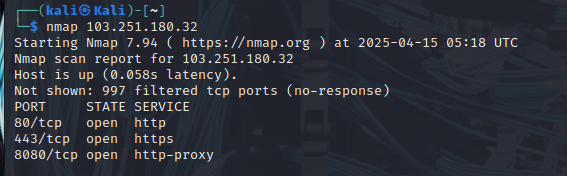 ┌──(kali㉿Kali)-[~]
└─$ nmap 103.251.180.32
Starting Nmap 7.94 ( https://nmap.org ) at 2025-04-15 05:18 UTC
Nmap scan report for 103.251.180.32
Host is up (0.058s latency).
Not shown: 997 filtered tcp ports (no-response)
PORT     STATE SERVICE
80/tcp   open  http
443/tcp  open  https
8080/tcp open  http-proxy